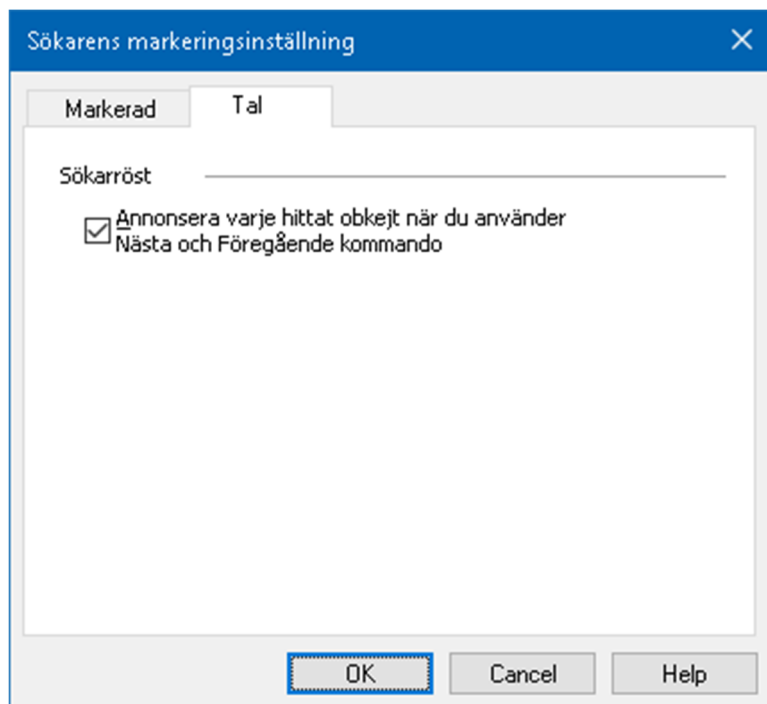 Sökarens markeringsinställning
Markerad
Tal
Sökarröst
Annonsera varje hittat obkejt när du använder
Nästa och Föregående kommando
OK
Cancel
Help